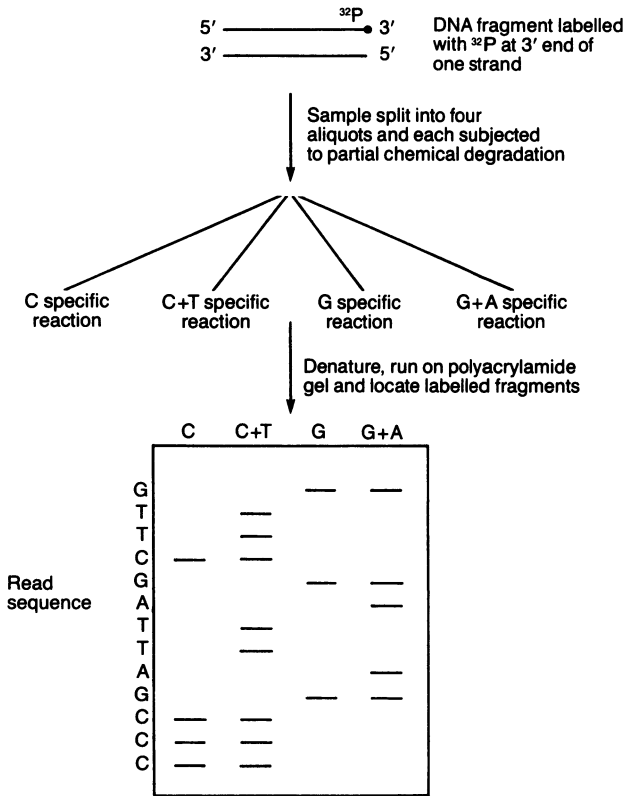 ³²P
5′ 3′
3′ 5′
DNA fragment labelled
with ³²P at 3′ end of
one strand
Sample split into four
aliquots and each subjected
to partial chemical degradation
C specific
reaction
C+T specific
reaction
G specific
reaction
G+A specific
reaction
Denature, run on polyacrylamide
gel and locate labelled fragments
C C+T G G+A
G
T
T
C
G
A
T
T
A
G
C
C
C
Read
sequence